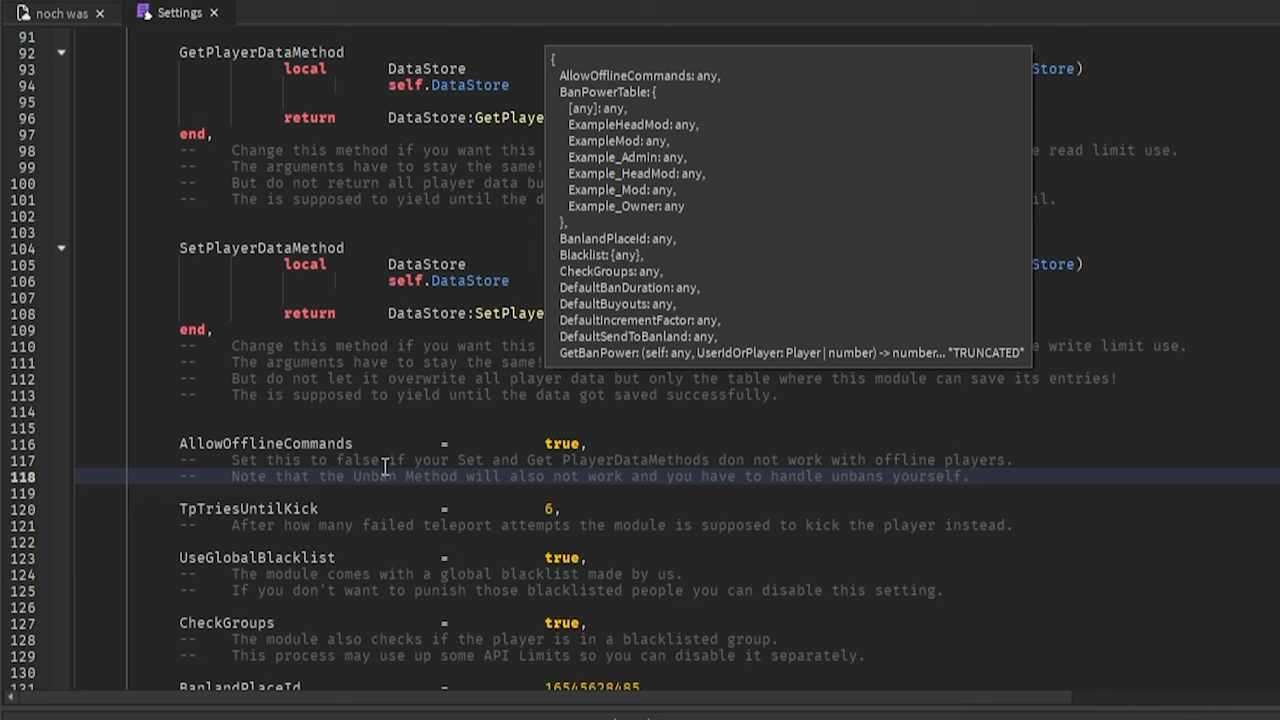 noch was ×
Settings ×
91
92 GetPlayerDataMethod
93 local DataStore Store)
94 self.DataStore
95
96 return DataStore:GetPlaye
97 end,
98 -- Change this method if you want this e read limit use.
99 -- The arguments have to stay the same!
100 -- But do not return all player data bu
101 -- The is supposed to yield until the d il.
102
103
104 SetPlayerDataMethod
105 local DataStore Store)
106 self.DataStore
107
108 return DataStore:SetPlaye
109 end,
110 -- Change this method if you want this e write limit use.
111 -- The arguments have to stay the same!
112 -- But do not let it overwrite all player data but only the table where this module can save its entries!
113 -- The is supposed to yield until the data got saved successfully.
114
115
116 AllowOfflineCommands = true,
117 -- Set this to false if your Set and Get PlayerDataMethods don not work with offline players.
118 -- Note that the Unban Method will also not work and you have to handle unbans yourself.
119
120 TpTriesUntilKick = 6,
121 -- After how many failed teleport attempts the module is supposed to kick the player instead.
122
123 UseGlobalBlacklist = true,
124 -- The module comes with a global blacklist made by us.
125 -- If you don't want to punish those blacklisted people you can disable this setting.
126
127 CheckGroups = true,
128 -- The module also checks if the player is in a blacklisted group.
129 -- This process may use up some API Limits so you can disable it separately.
130
131 BanlandPlaceId = 16545628485
{
AllowOfflineCommands: any,
BanPowerTable: {
[any]: any,
ExampleHeadMod: any,
ExampleMod: any,
Example_Admin: any,
Example_HeadMod: any,
Example_Mod: any,
Example_Owner: any
},
BanlandPlaceId: any,
Blacklist: {any},
CheckGroups: any,
DefaultBanDuration: any,
DefaultBuyouts: any,
DefaultIncrementFactor: any,
DefaultSendToBanland: any,
GetBanPower: (self: any, UserIdOrPlayer: Player | number) -> number... *TRUNCATED*